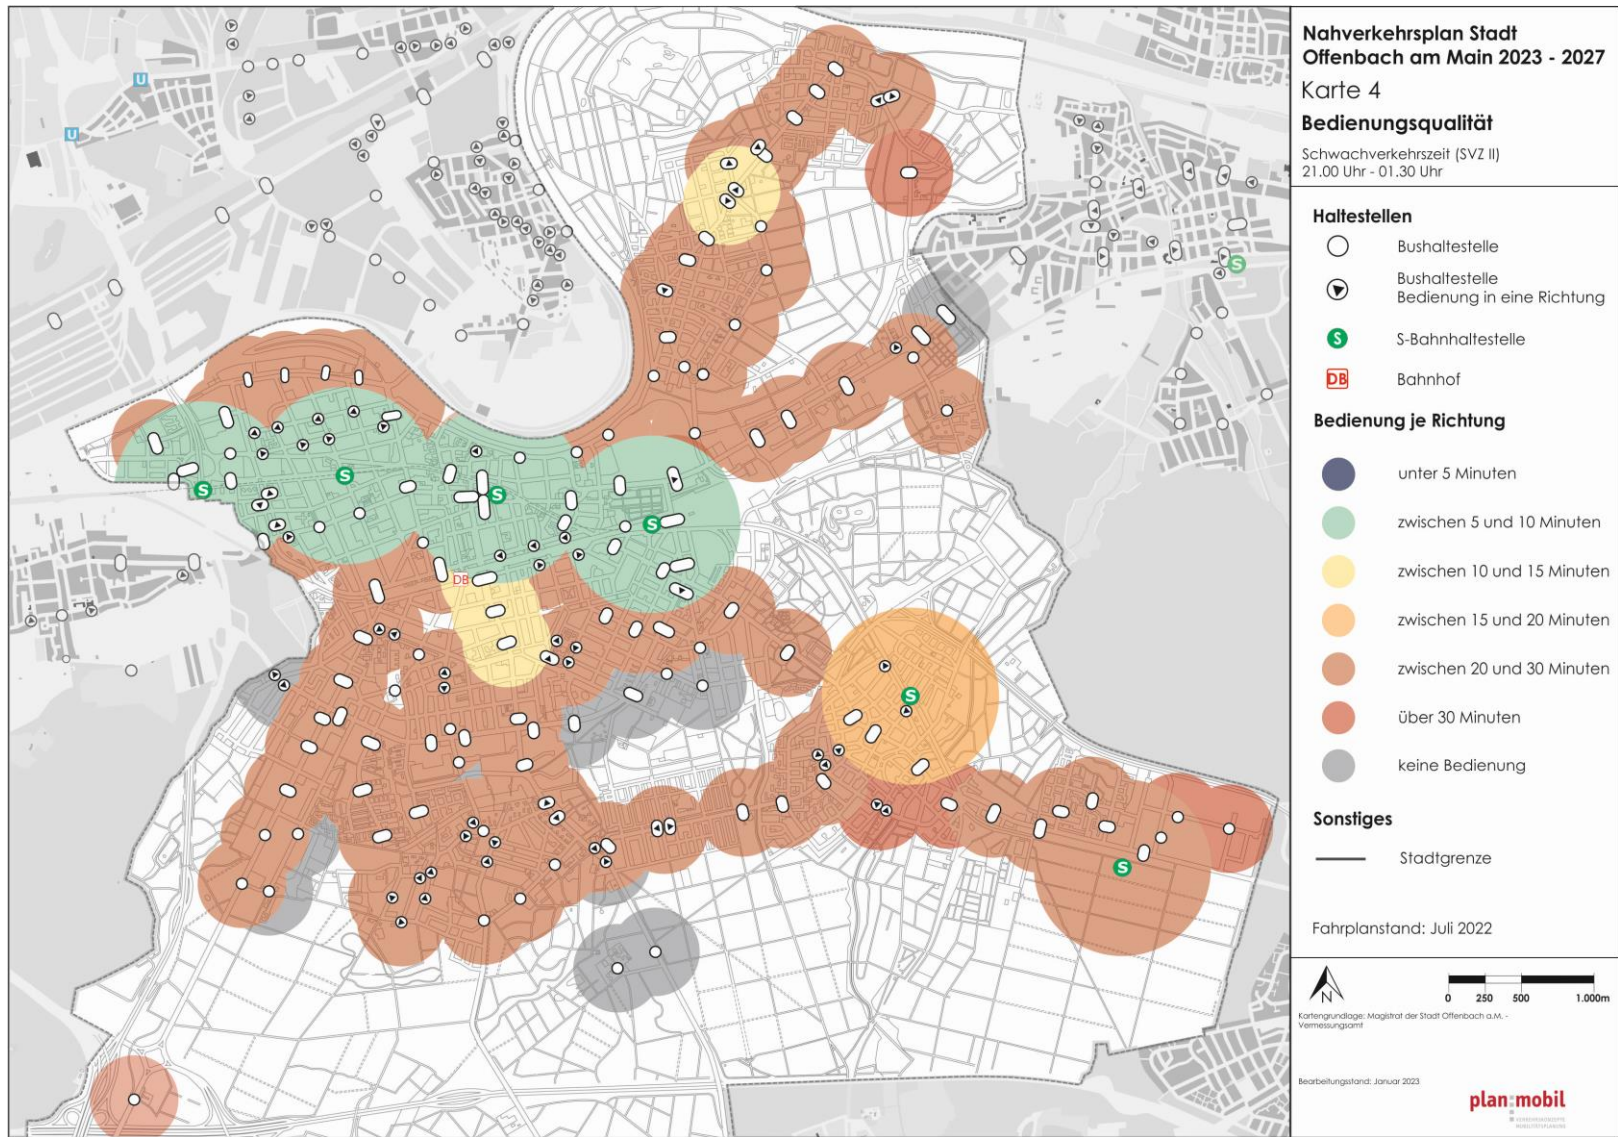 Nahverkehrsplan Stadt
Offenbach am Main 2023 - 2027
Karte 4
Bedienungsqualität
Schwachverkehrszeit (SVZ II)
21.00 Uhr - 01.30 Uhr
Haltestellen
Bushaltestelle
Bushaltestelle
Bedienung in eine Richtung
S S-Bahnhaltestelle
DB Bahnhof
Bedienung je Richtung
unter 5 Minuten
zwischen 5 und 10 Minuten
zwischen 10 und 15 Minuten
zwischen 15 und 20 Minuten
zwischen 20 und 30 Minuten
über 30 Minuten
keine Bedienung
Sonstiges
Stadtgrenze
Fahrplanstand: Juli 2022
N
0 250 500 1.000m
Kartengrundlage: Magistrat der Stadt Offenbach a.M. -
Vermessungsamt
Bearbeitungsstand: Januar 2023
plan:mobil
VERKEHRSKONZEPTE
MOBILITÄTSPLANUNG
U
U
S
S
S
S
S
DB
S
S